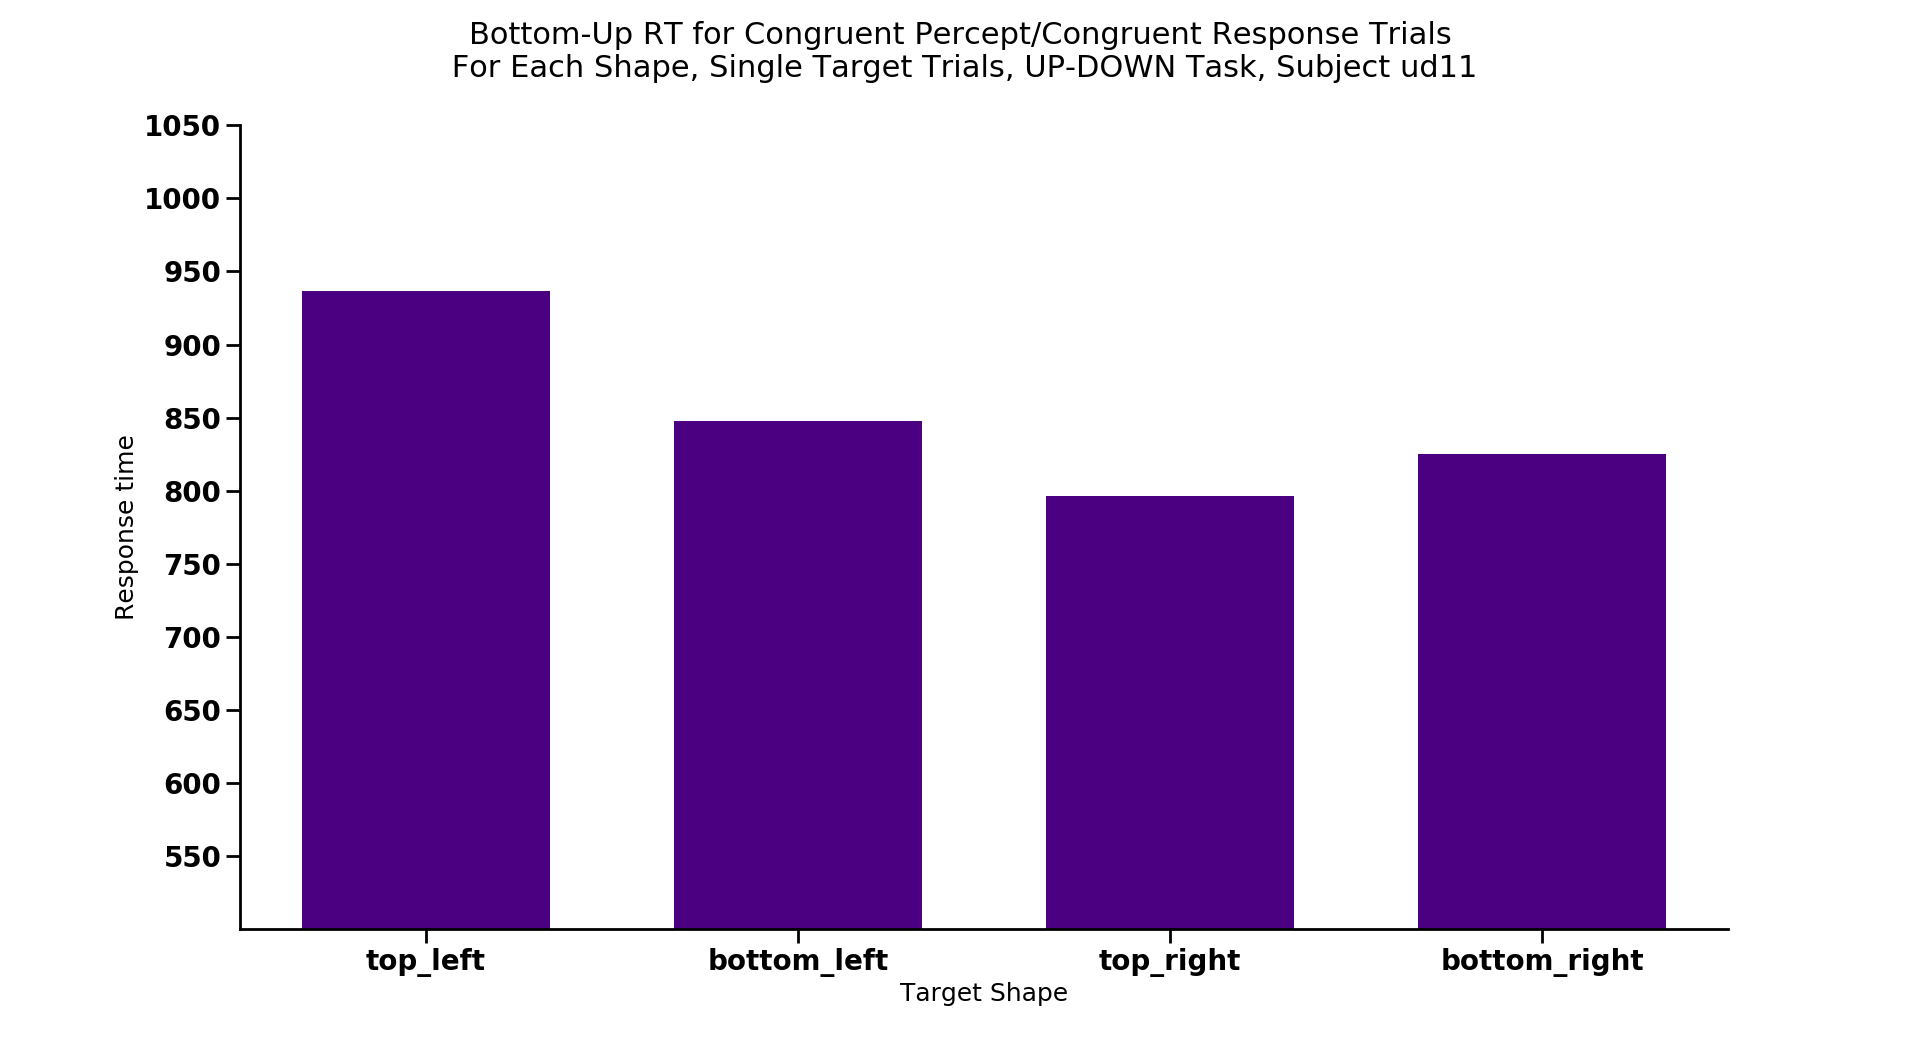 Bottom-Up RT for Congruent Percept/Congruent Response Trials
For Each Shape, Single Target Trials, UP-DOWN Task, Subject ud11
1050
1000
950
900
850
800
750
700
650
600
550
Response time
top_left
bottom_left
top_right
bottom_right
Target Shape